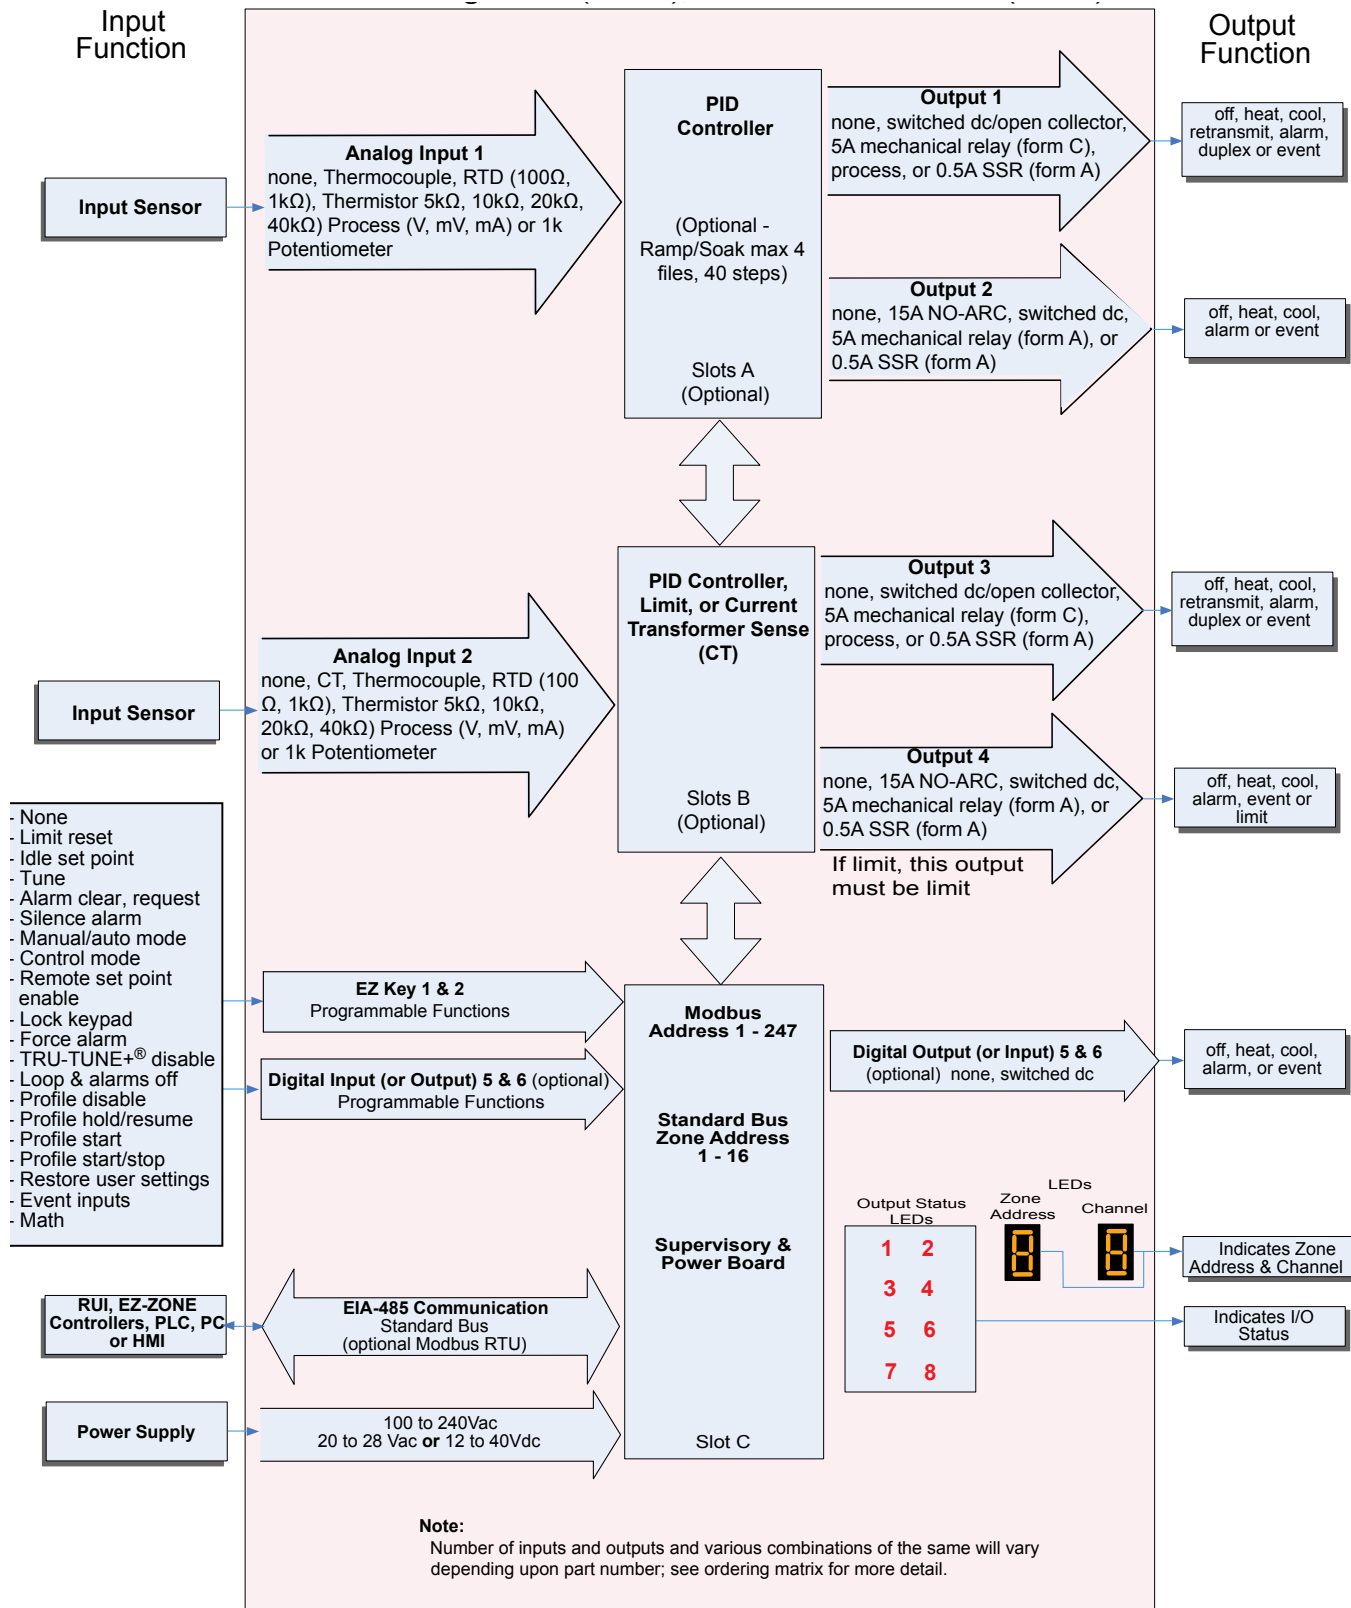 Input
Function
Output
Function
PID
Controller
(Optional -
Ramp/Soak max 4
files, 40 steps)
Slots A
(Optional)
Input Sensor
Analog Input 1
none, Thermocouple, RTD (100Ω,
1kΩ), Thermistor 5kΩ, 10kΩ, 20kΩ,
40kΩ) Process (V, mV, mA) or 1k
Potentiometer
Output 1
none, switched dc/open collector,
5A mechanical relay (form C),
process, or 0.5A SSR (form A)
off, heat, cool,
retransmit, alarm,
duplex or event
Output 2
none, 15A NO-ARC, switched dc,
5A mechanical relay (form A), or
0.5A SSR (form A)
off, heat, cool,
alarm or event
PID Controller,
Limit, or Current
Transformer Sense
(CT)
Slots B
(Optional)
Input Sensor
Analog Input 2
none, CT, Thermocouple, RTD (100
Ω, 1kΩ), Thermistor 5kΩ, 10kΩ,
20kΩ, 40kΩ) Process (V, mV, mA)
or 1k Potentiometer
Output 3
none, switched dc/open collector,
5A mechanical relay (form C),
process, or 0.5A SSR (form A)
off, heat, cool,
retransmit, alarm,
duplex or event
Output 4
none, 15A NO-ARC, switched dc,
5A mechanical relay (form A), or
0.5A SSR (form A)
If limit, this output
must be limit
off, heat, cool,
alarm, event or
limit
- None
- Limit reset
- Idle set point
- Tune
- Alarm clear, request
- Silence alarm
- Manual/auto mode
- Control mode
- Remote set point
enable
- Lock keypad
- Force alarm
- TRU-TUNE+® disable
- Loop & alarms off
- Profile disable
- Profile hold/resume
- Profile start
- Profile start/stop
- Restore user settings
- Event inputs
- Math
EZ Key 1 & 2
Programmable Functions
Digital Input (or Output) 5 & 6 (optional)
Programmable Functions
Modbus
Address 1 - 247
Standard Bus
Zone Address
1 - 16
Supervisory &
Power Board
Slot C
Digital Output (or Input) 5 & 6
(optional) none, switched dc
off, heat, cool,
alarm, or event
Output Status
LEDs
1 2
3 4
5 6
7 8
LEDs
Zone
Address
Channel
8 8
Indicates Zone
Address & Channel
Indicates I/O
Status
RUI, EZ-ZONE
Controllers, PLC, PC
or HMI
EIA-485 Communication
Standard Bus
(optional Modbus RTU)
Power Supply
100 to 240Vac
20 to 28 Vac or 12 to 40Vdc
Note:
Number of inputs and outputs and various combinations of the same will vary
depending upon part number; see ordering matrix for more detail.